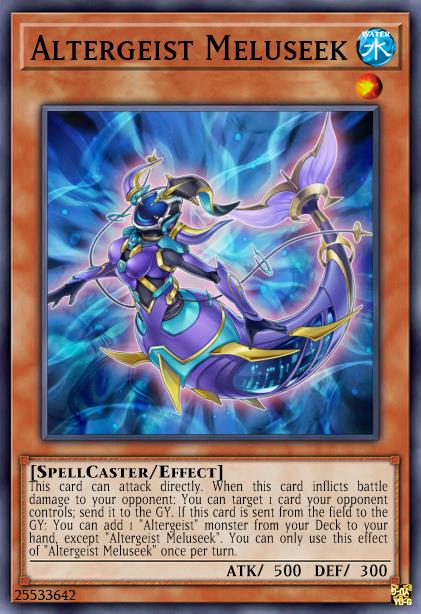 Altergeist Meluseek
WATER
水
[SpellCaster/Effect]
This card can attack directly. When this card inflicts battle
damage to your opponent: You can target 1 card your opponent
controls; send it to the GY. If this card is sent from the field to the
GY: You can add 1 "Altergeist" monster from your Deck to your
hand, except "Altergeist Meluseek". You can only use this effect
of "Altergeist Meluseek" once per turn.
ATK/ 500 DEF/ 300
25533642